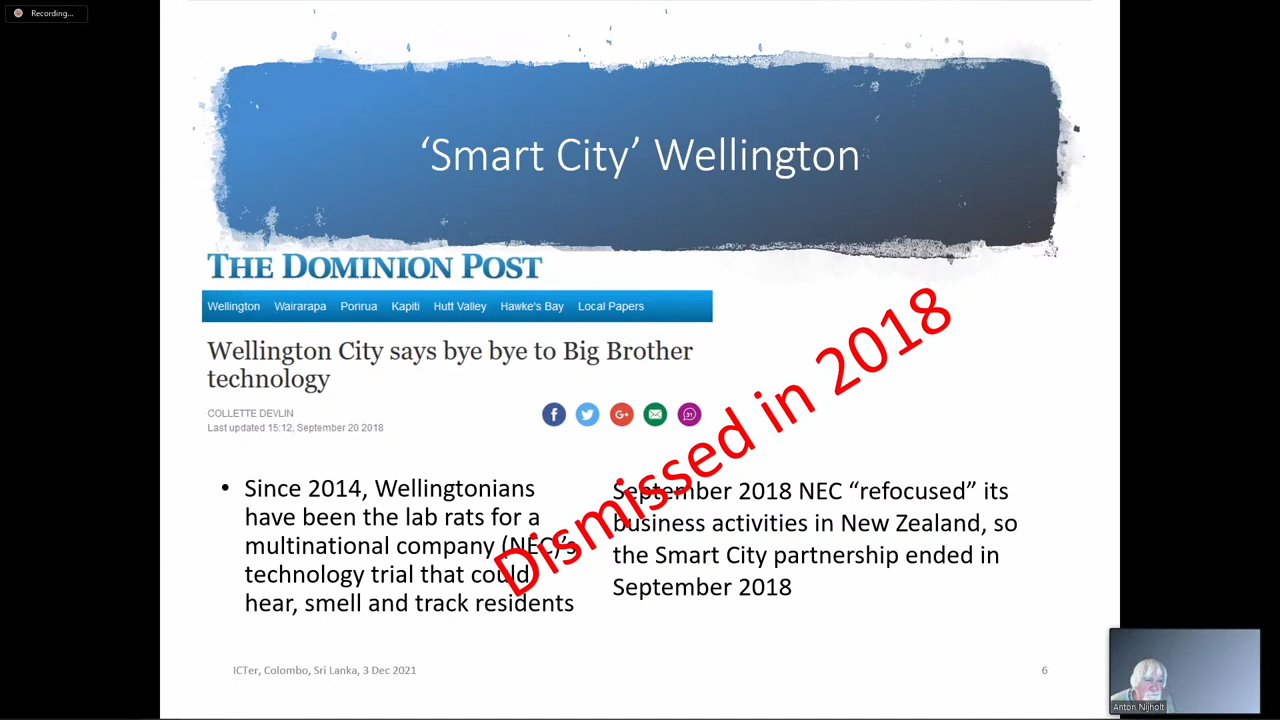 Recording...
‘Smart City’ Wellington
THE DOMINION POST
Wellington Wairarapa Porirua Kapiti Hutt Valley Hawke's Bay Local Papers
Wellington City says bye bye to Big Brother
technology
COLLETTE DEVLIN
Last updated 15:12, September 20 2018
f G+ 31
Dismissed in 2018
• Since 2014, Wellingtonians
have been the lab rats for a
multinational company (NEC)’s
technology trial that could
hear, smell and track residents
September 2018 NEC “refocused” its
business activities in New Zealand, so
the Smart City partnership ended in
September 2018
ICTer, Colombo, Sri Lanka, 3 Dec 2021
6
Anton Nijholt